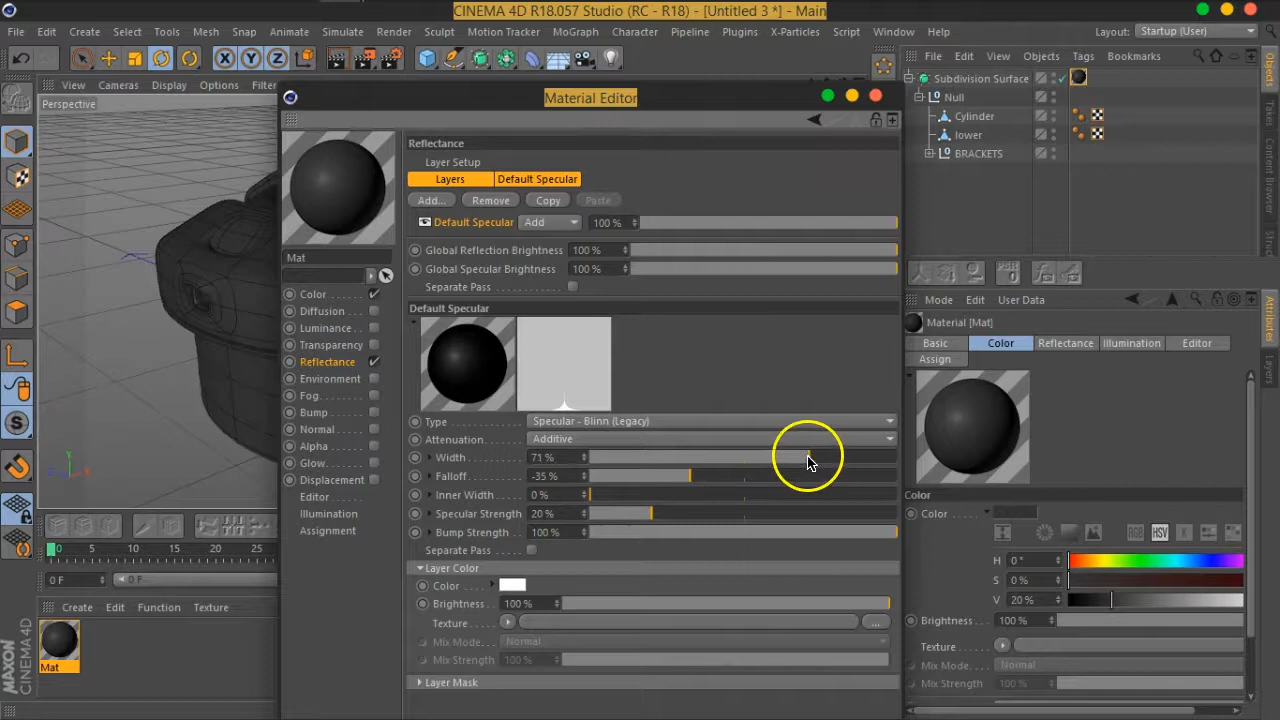 CINEMA 4D R18.057 Studio (RC - R18) - [Untitled 3 *] - Main
File Edit Create Select Tools Mesh Snap Animate Simulate Render Sculpt Motion Tracker MoGraph Character Pipeline Plugins X-Particles Script Window Layout: Startup (User)
X Y Z
File Edit View Objects Tags Bookmarks
View Cameras Display Options Filter
Perspective
Subdivision Surface
Null
Cylinder
lower
BRACKETS
Objects
Takes
Content Browser
Material Editor
Reflectance
Layer Setup
Layers Default Specular
Add... Remove Copy Paste
Default Specular Add 100 %
Global Reflection Brightness 100 %
Global Specular Brightness 100 %
Separate Pass
Default Specular
Mat
Color
Diffusion
Luminance
Transparency
Reflectance
Environment
Fog
Bump
Normal
Alpha
Glow
Displacement
Editor
Illumination
Assignment
Type Specular - Blinn (Legacy)
Attenuation Additive
Width 71 %
Falloff -35 %
Inner Width 0 %
Specular Strength 20 %
Bump Strength 100 %
Separate Pass
Layer Color
Color
Brightness 100 %
Texture ...
Mix Mode Normal
Mix Strength 100 %
Layer Mask
PSR
0
Mode Edit User Data
Material [Mat]
Basic Color Reflectance Illumination Editor
Assign
Attributes
Layers
Color
Color
RGB HSV K
H 0 °
S 0 %
V 20 %
Brightness 100 %
Texture
Mix Mode Normal
Mix Strength 100 %
Y
X
S
0 5 10 15 20 25
0 F 0 F
Create Edit Function Texture
Mat
MAXON
CINEMA 4D